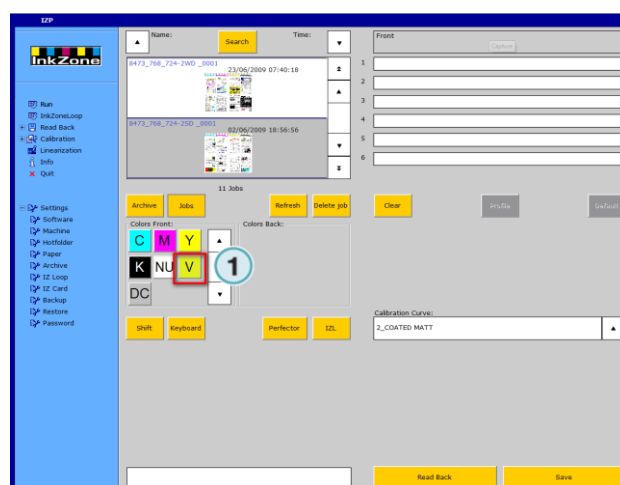 IZP
InkZone
Run
InkZoneLoop
Read Back
Calibration
Linearization
Info
Quit
Settings
Software
Machine
Hotfolder
Paper
Archive
IZ Loop
IZ Card
Backup
Restore
Password
Name:
Search
Time:
8473_768_724-2WD _0001
23/06/2009 07:40:18
8473_768_724-2SD _0001
02/06/2009 18:56:56
11 Jobs
Archive Jobs Refresh Delete job
Colors Front: Colors Back:
C M Y
K NU V 1
DC
Shift Keyboard Perfector IZL
Front
Capture
1
2
3
4
5
6
Clear Profile Default
Calibration Curve:
2_COATED MATT
Read Back Save